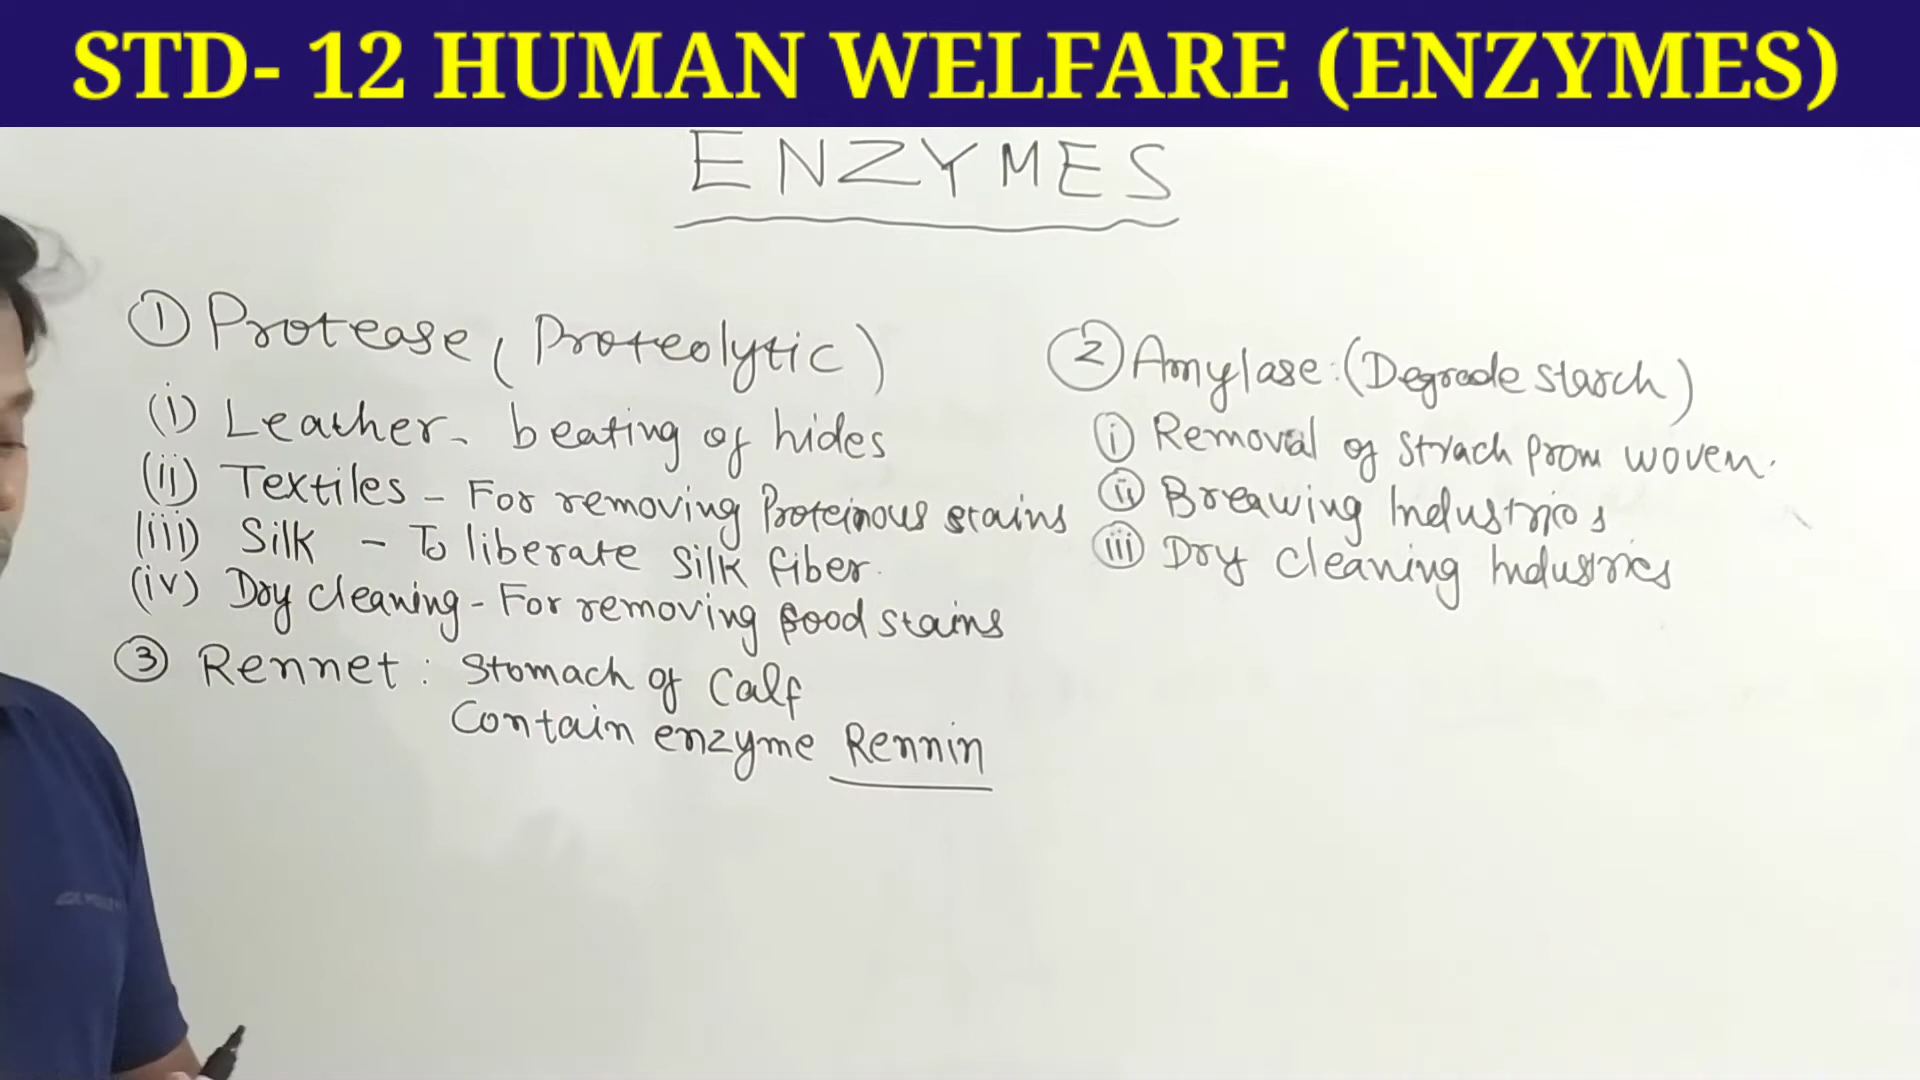 STD- 12 HUMAN WELFARE (ENZYMES)
ENZYMES
① Protease (Proteolytic)
(i) Leather - beating of hides
(ii) Textiles - For removing Proteinous stains
(iii) Silk - To liberate silk fiber.
(iv) Dry cleaning - For removing food stains
③ Rennet : Stomach of Calf
Contain enzyme Rennin
② Amylase : (Degrade starch)
(i) Removal of strach from woven.
(ii) Breawing Industries
(iii) Dry cleaning Industries